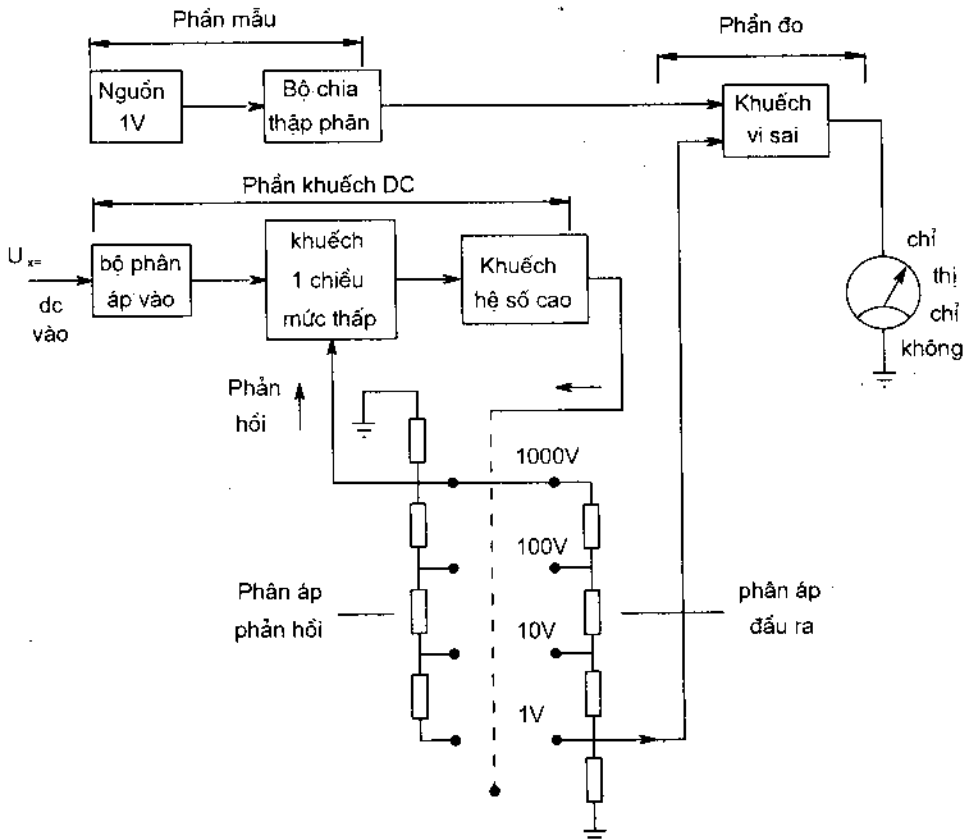 Phần mẫu
Phần đo
Nguồn
1V
Bộ chia
thập phân
Khuếch
vi sai
Phần khuếch DC
U x=
dc
vào
bộ phân
áp vào
khuếch
1 chiều
mức thấp
Khuếch
hệ số cao
chỉ
thị
chỉ
không
Phản
hồi
1000V
100V
Phân áp
phản hồi
10V
phân áp
đầu ra
1V